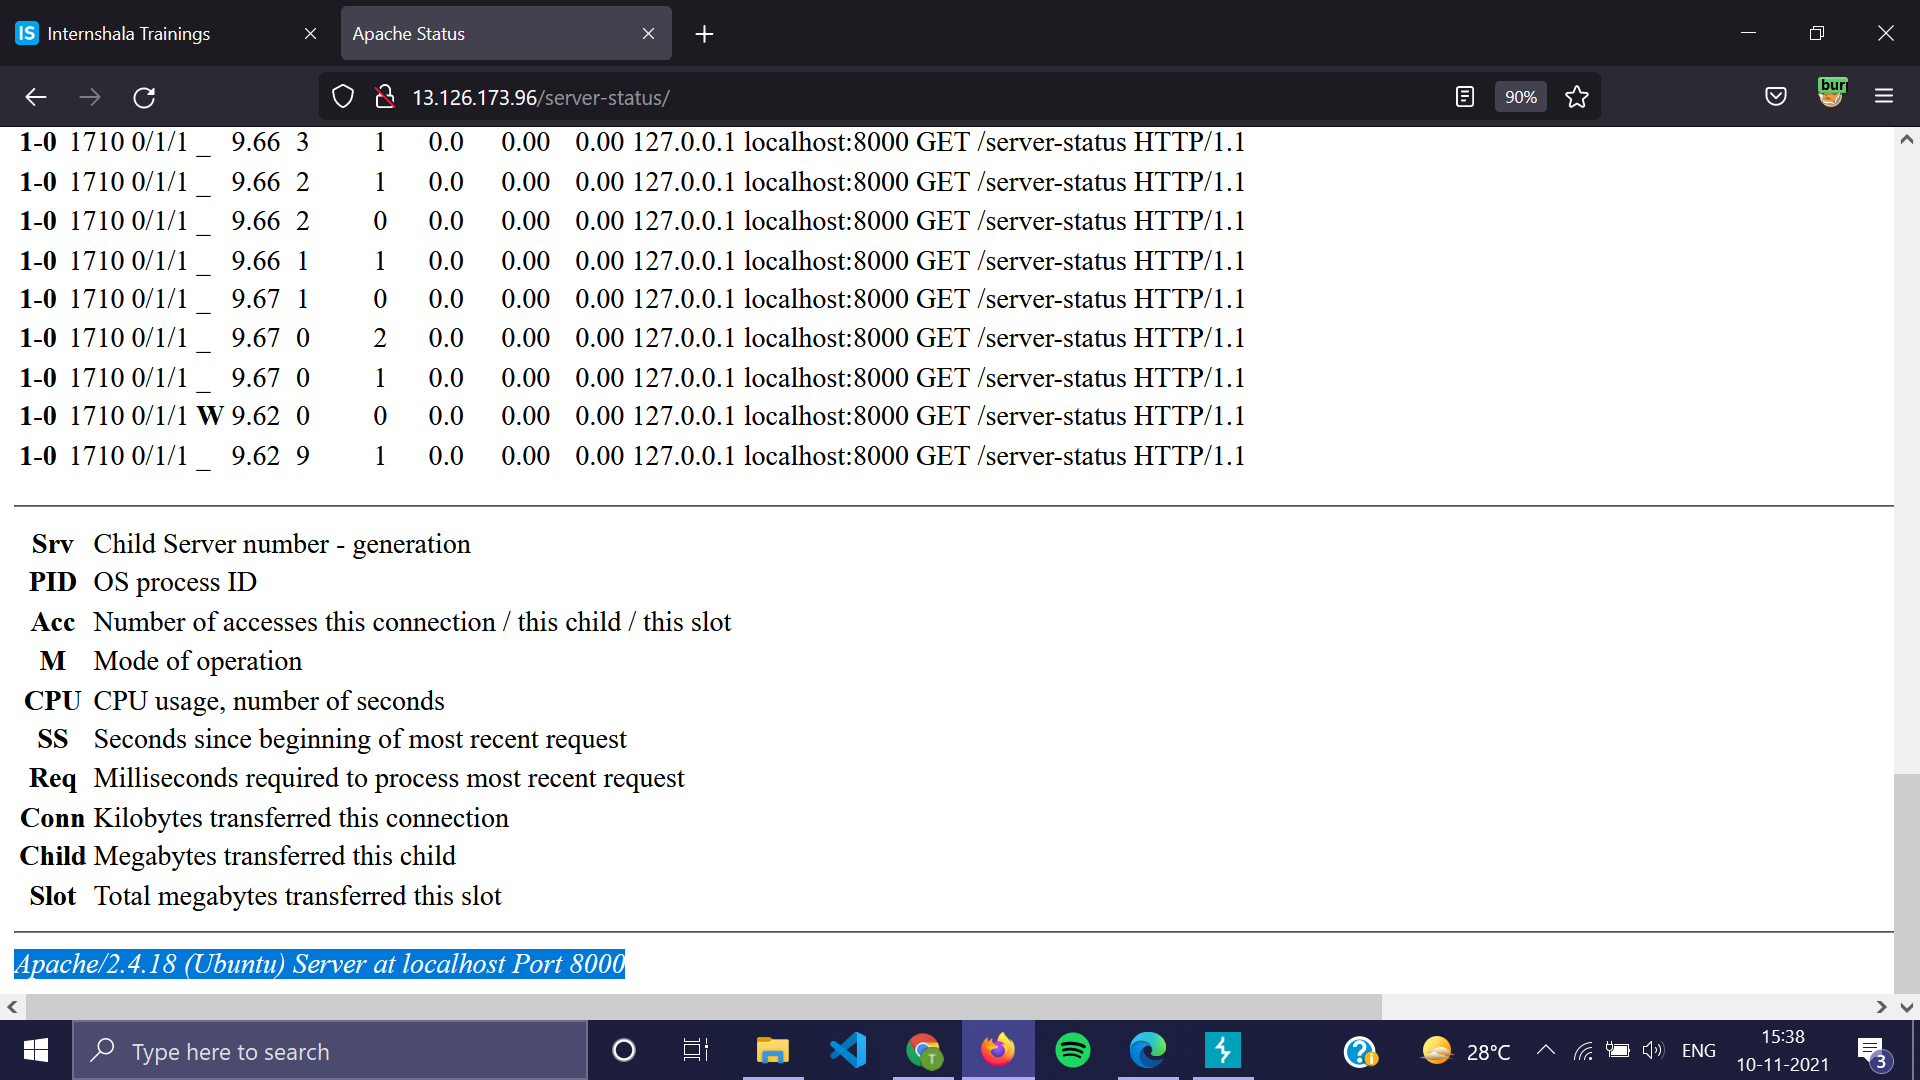 IS Internshala Trainings
Apache Status
13.126.173.96/server-status/
90%
bur
1-0 1710 0/1/1 _ 9.66 3 1 0.0 0.00 0.00 127.0.0.1 localhost:8000 GET /server-status HTTP/1.1
1-0 1710 0/1/1 _ 9.66 2 1 0.0 0.00 0.00 127.0.0.1 localhost:8000 GET /server-status HTTP/1.1
1-0 1710 0/1/1 _ 9.66 2 0 0.0 0.00 0.00 127.0.0.1 localhost:8000 GET /server-status HTTP/1.1
1-0 1710 0/1/1 _ 9.66 1 1 0.0 0.00 0.00 127.0.0.1 localhost:8000 GET /server-status HTTP/1.1
1-0 1710 0/1/1 _ 9.67 1 0 0.0 0.00 0.00 127.0.0.1 localhost:8000 GET /server-status HTTP/1.1
1-0 1710 0/1/1 _ 9.67 0 2 0.0 0.00 0.00 127.0.0.1 localhost:8000 GET /server-status HTTP/1.1
1-0 1710 0/1/1 _ 9.67 0 1 0.0 0.00 0.00 127.0.0.1 localhost:8000 GET /server-status HTTP/1.1
1-0 1710 0/1/1 W 9.62 0 0 0.0 0.00 0.00 127.0.0.1 localhost:8000 GET /server-status HTTP/1.1
1-0 1710 0/1/1 _ 9.62 9 1 0.0 0.00 0.00 127.0.0.1 localhost:8000 GET /server-status HTTP/1.1
Srv Child Server number - generation
PID OS process ID
Acc Number of accesses this connection / this child / this slot
M Mode of operation
CPU CPU usage, number of seconds
SS Seconds since beginning of most recent request
Req Milliseconds required to process most recent request
Conn Kilobytes transferred this connection
Child Megabytes transferred this child
Slot Total megabytes transferred this slot
Apache/2.4.18 (Ubuntu) Server at localhost Port 8000
Type here to search
T
28°C
ENG
15:38
10-11-2021
3